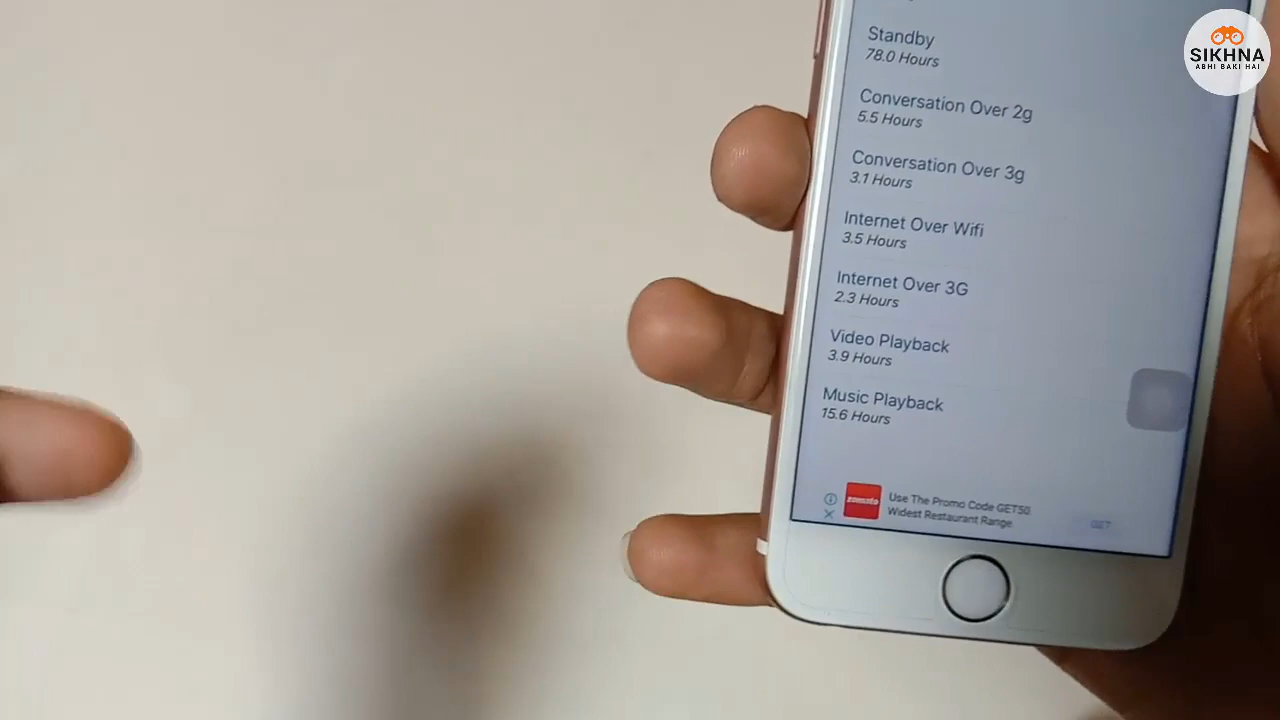 SIKHNA
ABHI BAKI HAI
Standby
78.0 Hours
Conversation Over 2g
5.5 Hours
Conversation Over 3g
3.1 Hours
Internet Over Wifi
3.5 Hours
Internet Over 3G
2.3 Hours
Video Playback
3.9 Hours
Music Playback
15.6 Hours
zomato
Use The Promo Code GET50.
Widest Restaurant Range.
GET